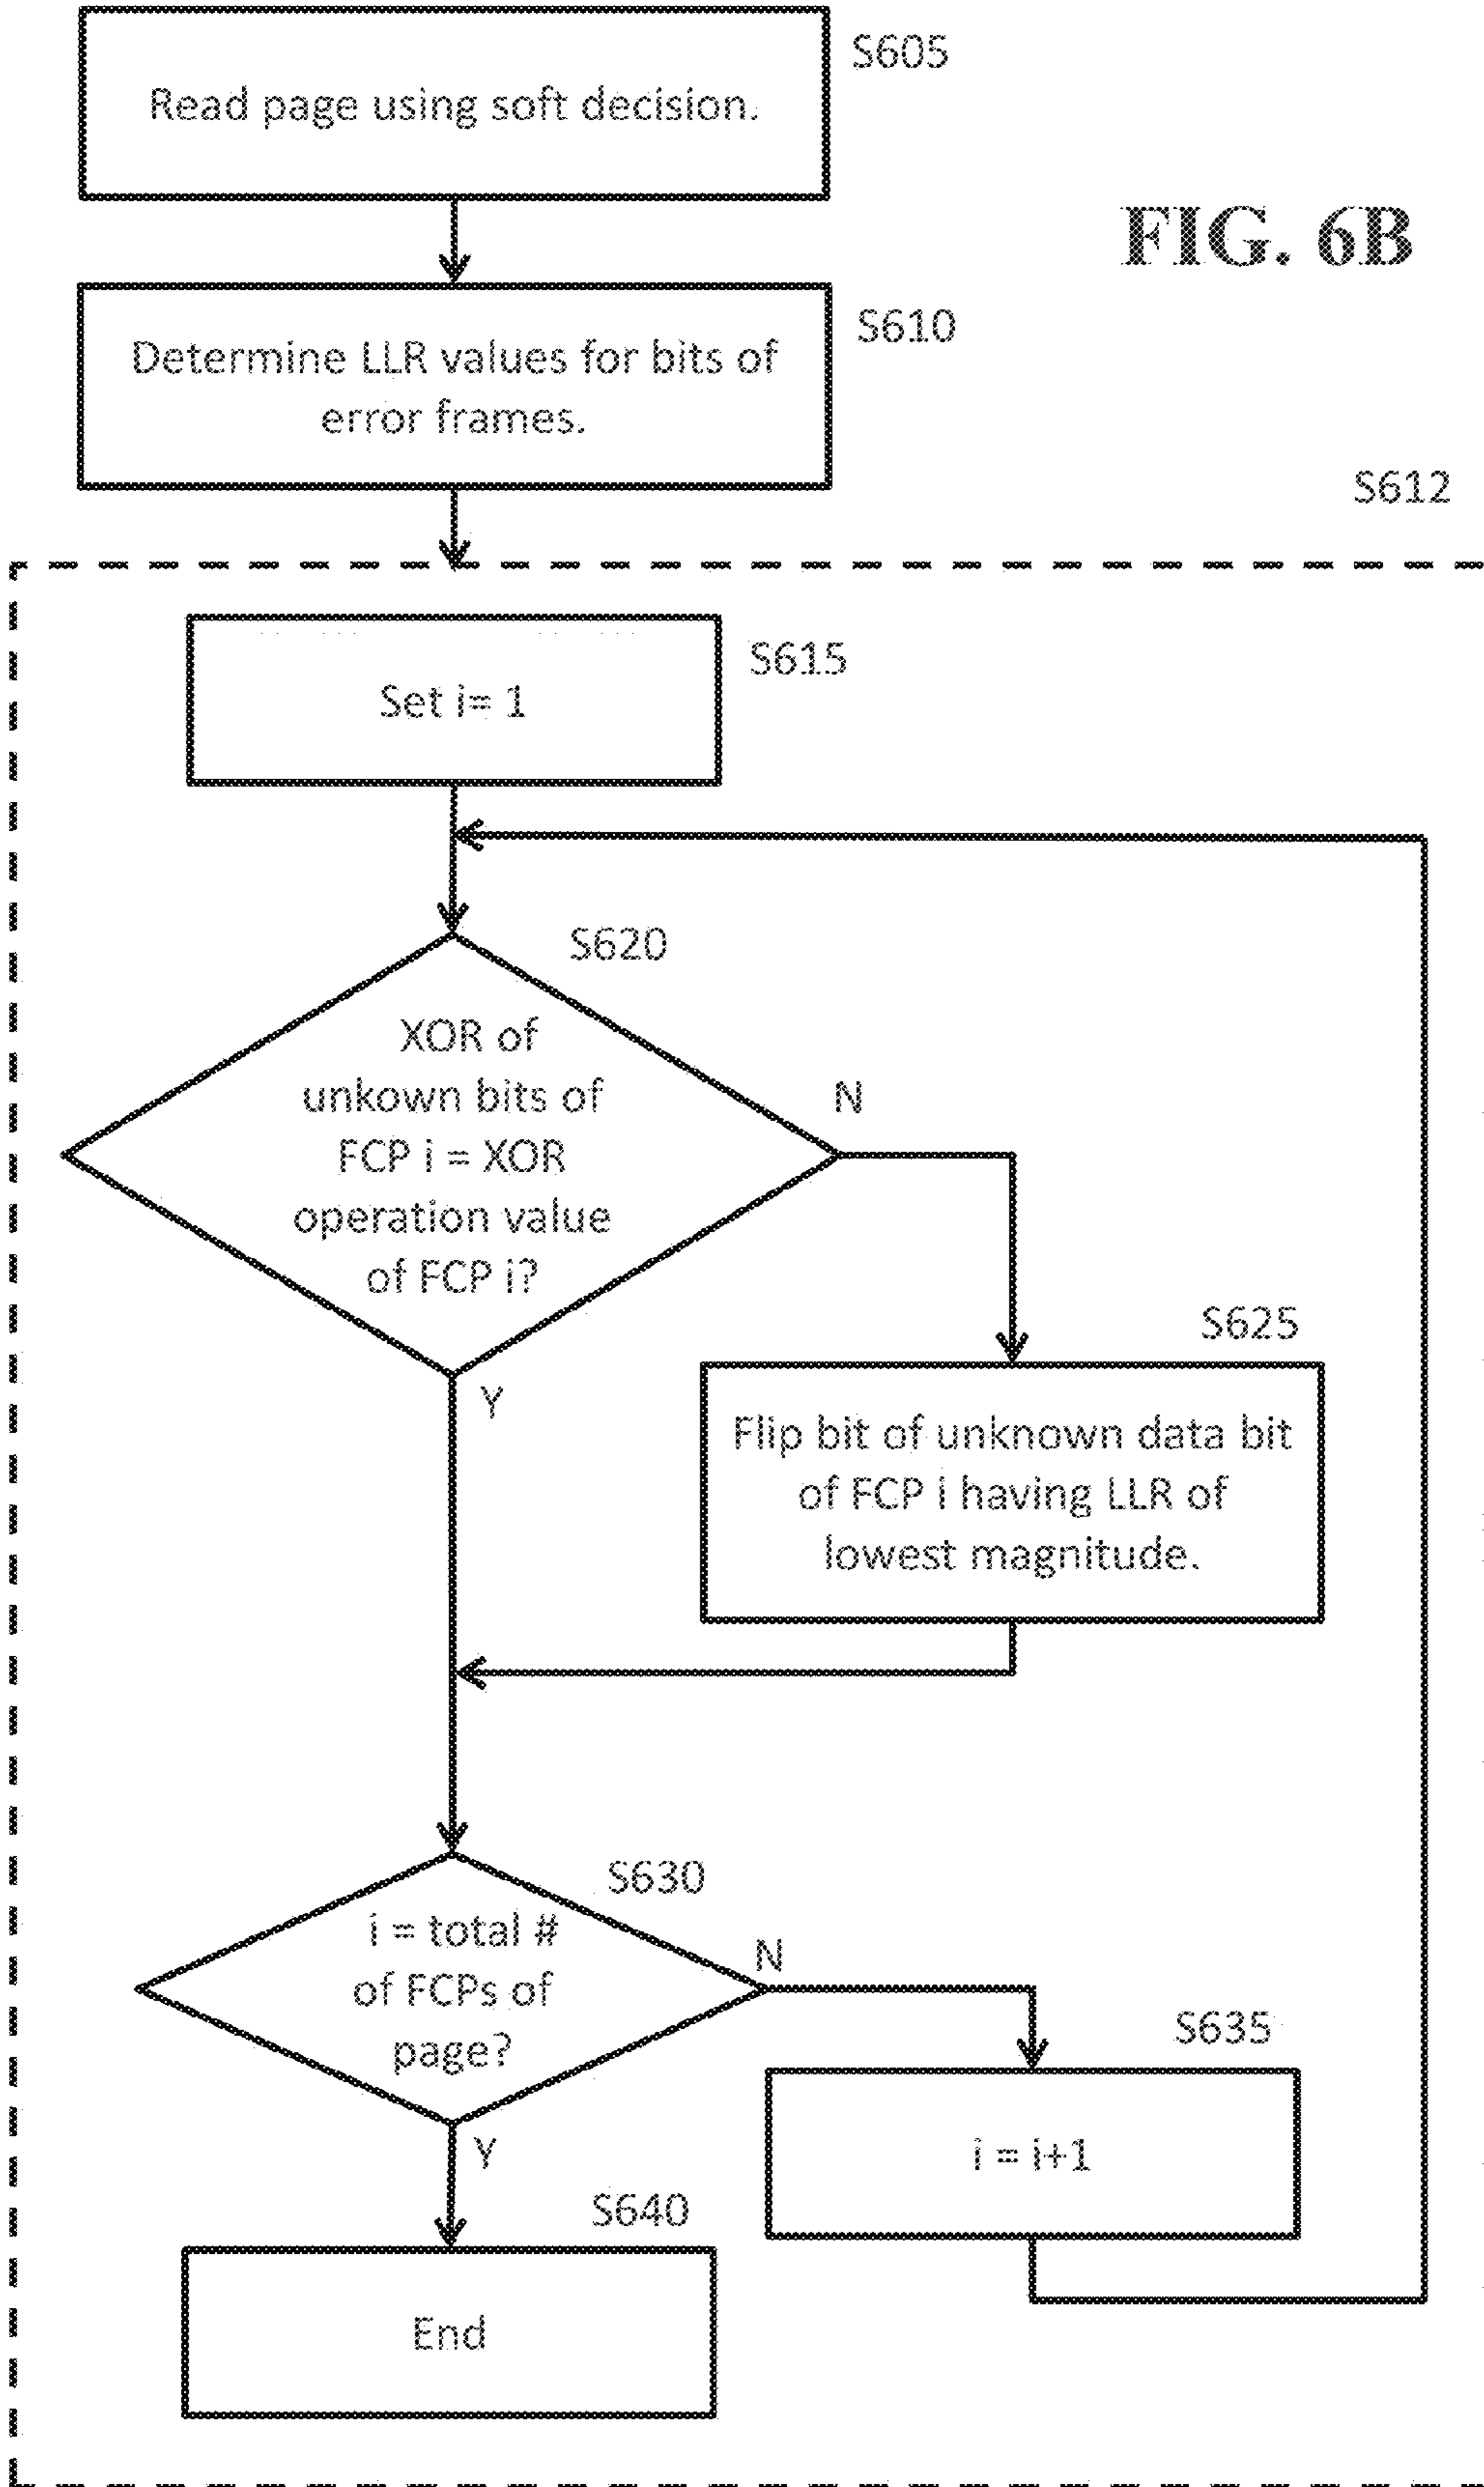 S605
Read page using soft decision.
FIG. 6B
S610
Determine LLR values for bits of
error frames.
S612
S615
Set i= 1
S620
XOR of
unkown bits of
FCP i = XOR
operation value
of FCP i?
N
Y
S625
Flip bit of unknown data bit
of FCP i having LLR of
lowest magnitude.
S630
i = total #
of FCPs of
page?
N
S635
i = i+1
Y
S640
End